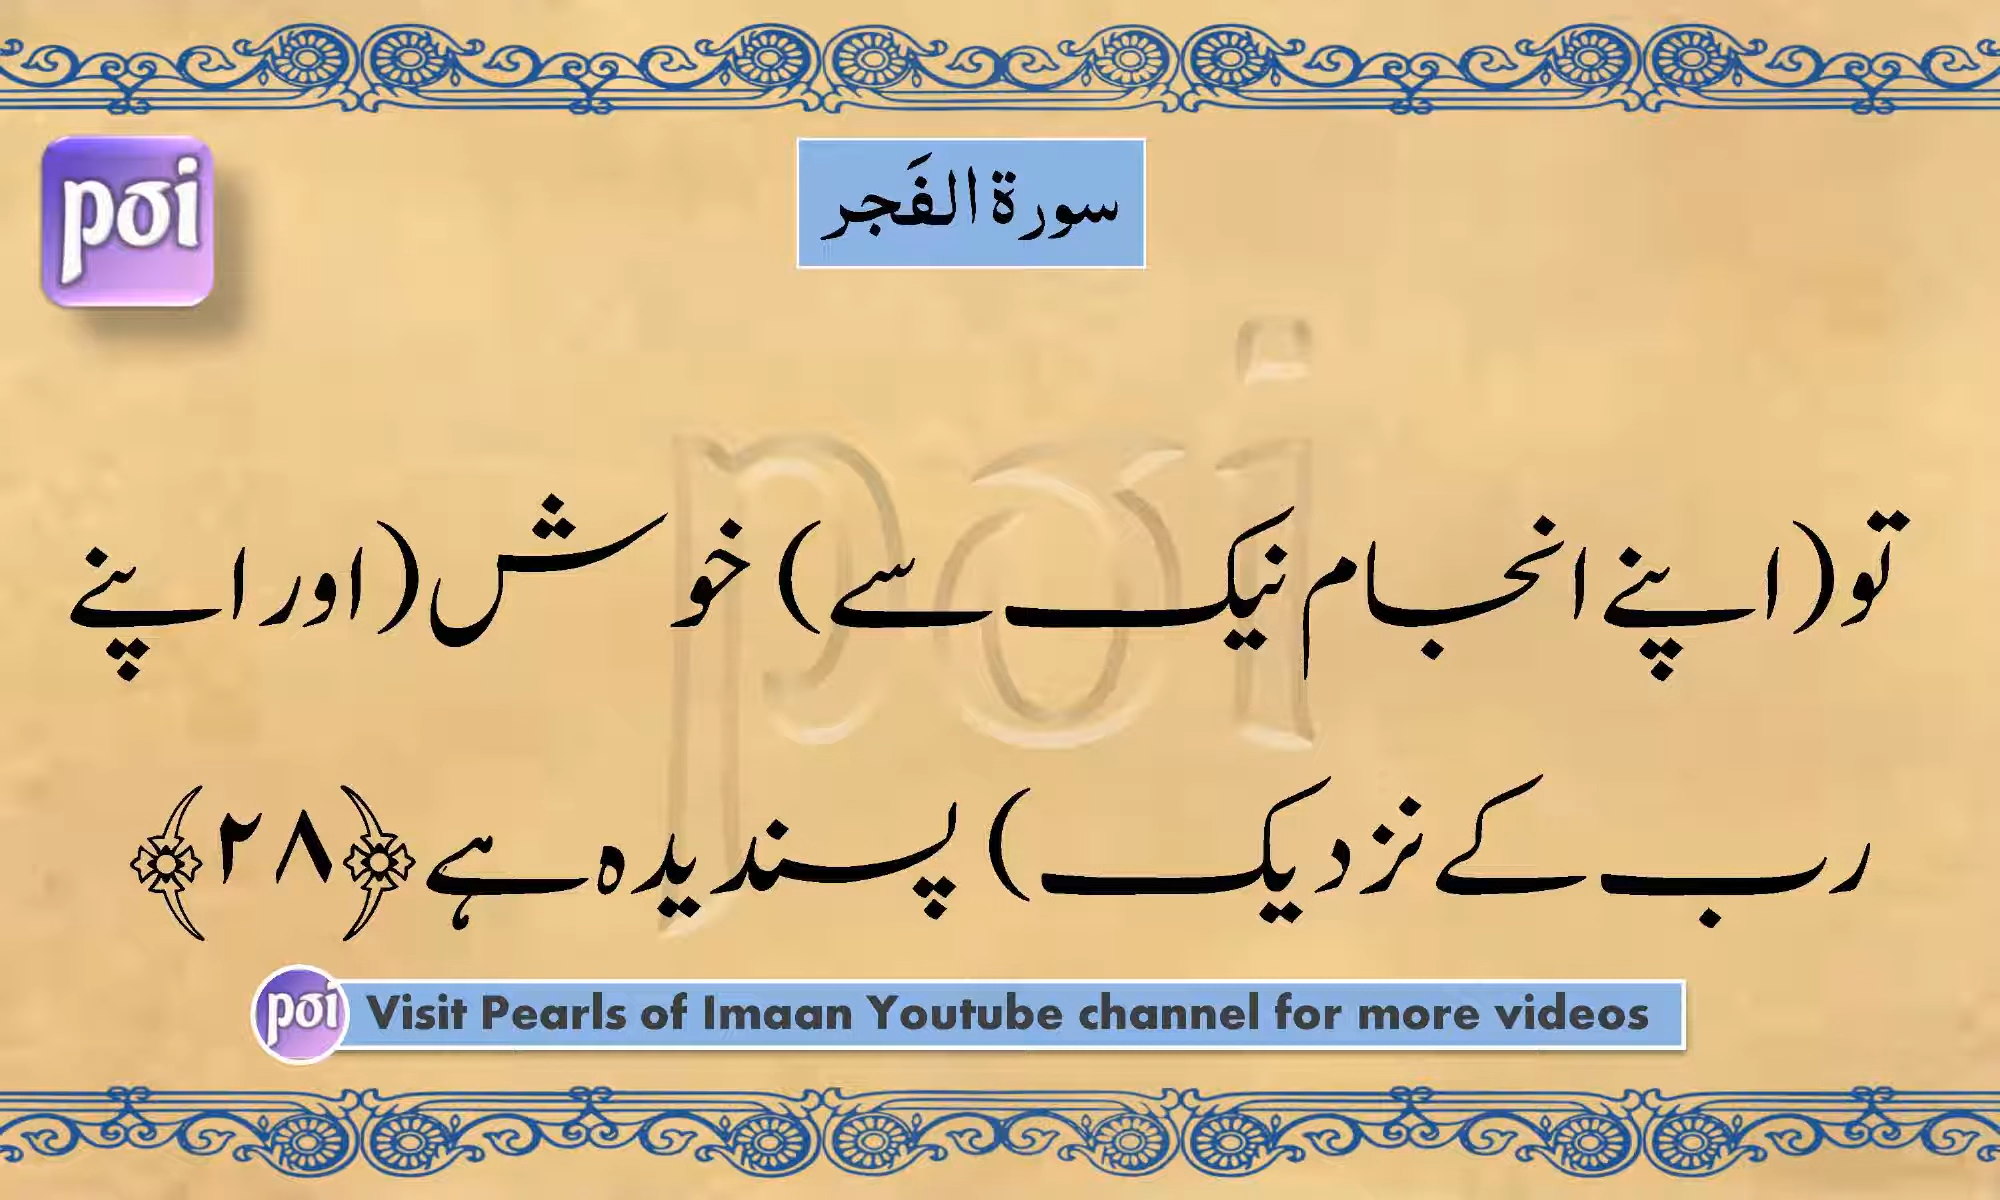 poi
سورة الفَجر
تو(اپنے انجام نیک سے) خوش(اور اپنے
رب کے نزدیک) پسندیدہ ہے﴿۲۸﴾
poi Visit Pearls of Imaan Youtube channel for more videos